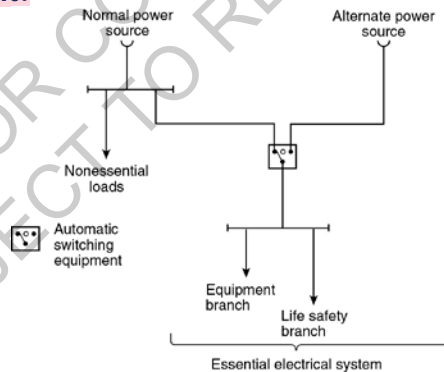 Normal power
source
Alternate power
source
Nonessential
loads
Automatic
switching
equipment
Equipment
branch
Life safety
branch
Essential electrical system